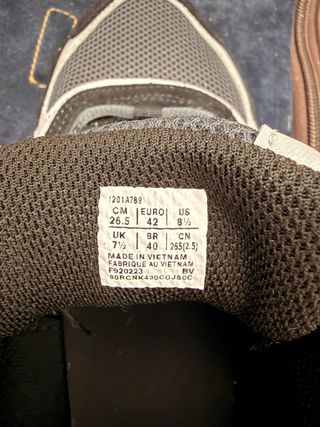 1201A789
CM EURO US
26.5 42 8½
UK BR CN
7½ 40 265(2.5)
MADE IN VIETNAM
FABRIQUE AU VIETNAM
F920223 BV